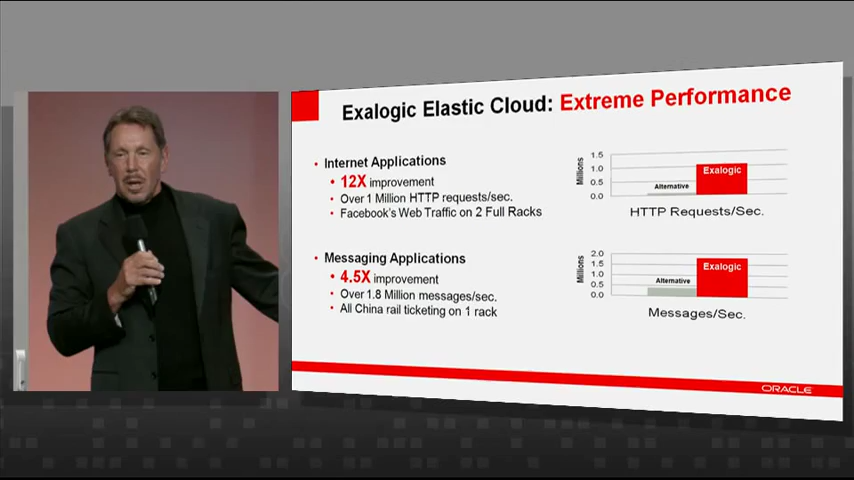 Exalogic Elastic Cloud: Extreme Performance
• Internet Applications
• 12X improvement
• Over 1 Million HTTP requests/sec.
• Facebook's Web Traffic on 2 Full Racks
Millions
1.5
1.0
0.5
0.0
Alternative
Exalogic
HTTP Requests/Sec.
• Messaging Applications
• 4.5X improvement
• Over 1.8 Million messages/sec.
• All China rail ticketing on 1 rack
Millions
2.0
1.5
1.0
0.5
0.0
Alternative
Exalogic
Messages/Sec.
ORACLE